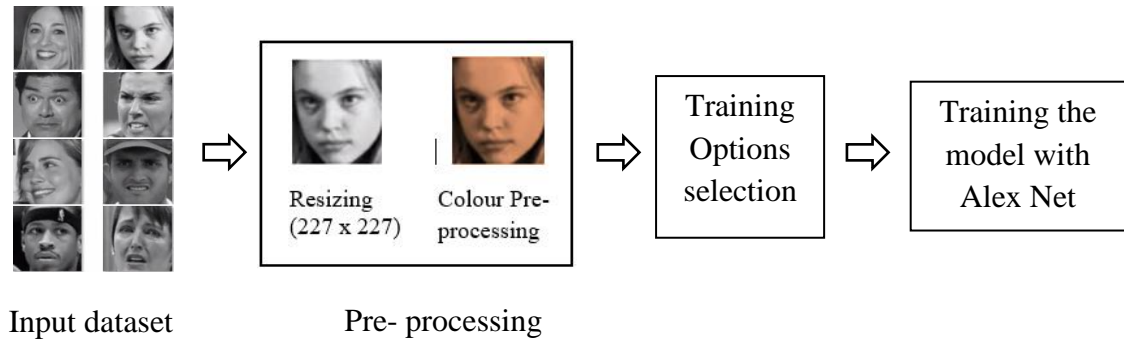 Resizing
(227 x 227)
Colour Pre-
processing
Training
Options
selection
Training the
model with
Alex Net
Input dataset
Pre- processing